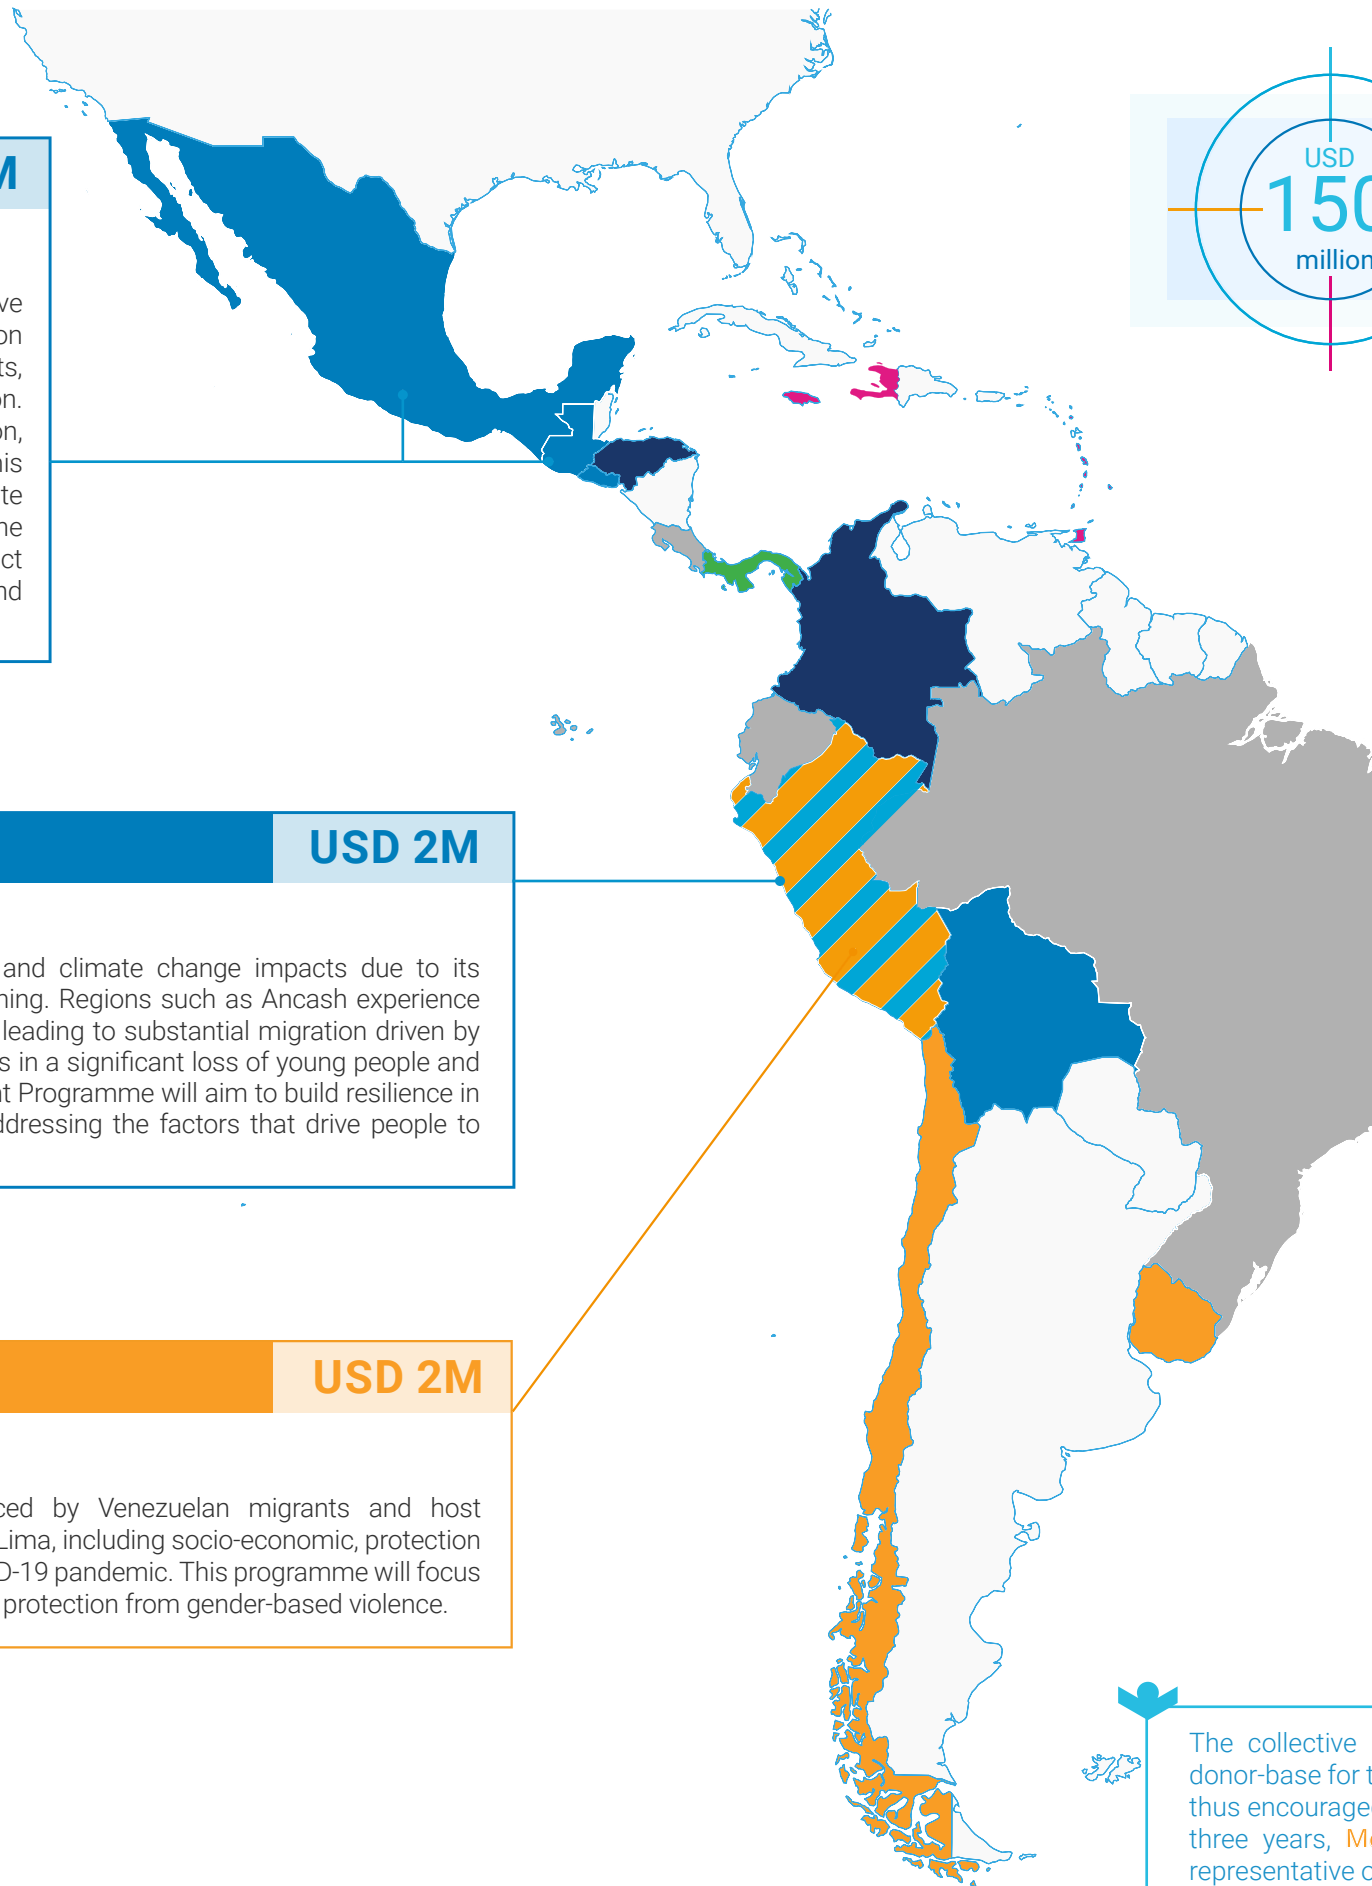 M
USD
150
million
ve
on
ts,
on.
on,
his
te
ne
ct
nd
USD 2M
and climate change impacts due to its
ning. Regions such as Ancash experience
leading to substantial migration driven by
s in a significant loss of young people and
nt Programme will aim to build resilience in
ddressing the factors that drive people to
USD 2M
ced by Venezuelan migrants and host
Lima, including socio-economic, protection
D-19 pandemic. This programme will focus
protection from gender-based violence.
The collective
donor-base for t
thus encourage
three years, Me
representative o